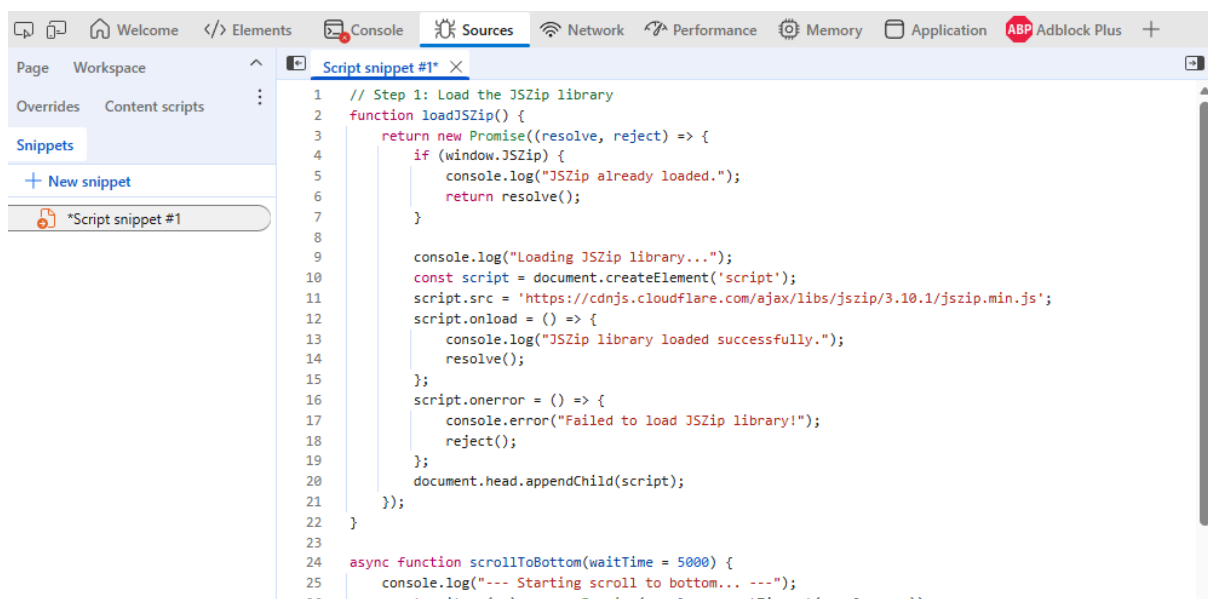 Welcome </> Elements Console Sources Network Performance Memory Application ABP Adblock Plus
Page Workspace
Overrides Content scripts
Snippets
+ New snippet
*Script snippet #1
Script snippet #1* ×
1 // Step 1: Load the JSZip library
2 function loadJSZip() {
3     return new Promise((resolve, reject) => {
4         if (window.JSZip) {
5             console.log("JSZip already loaded.");
6             return resolve();
7         }
8
9         console.log("Loading JSZip library...");
10         const script = document.createElement('script');
11         script.src = 'https://cdnjs.cloudflare.com/ajax/libs/jszip/3.10.1/jszip.min.js';
12         script.onload = () => {
13             console.log("JSZip library loaded successfully.");
14             resolve();
15         };
16         script.onerror = () => {
17             console.error("Failed to load JSZip library!");
18             reject();
19         };
20         document.head.appendChild(script);
21     });
22 }
23
24 async function scrollToBottom(waitTime = 5000) {
25     console.log("--- Starting scroll to bottom... ---");